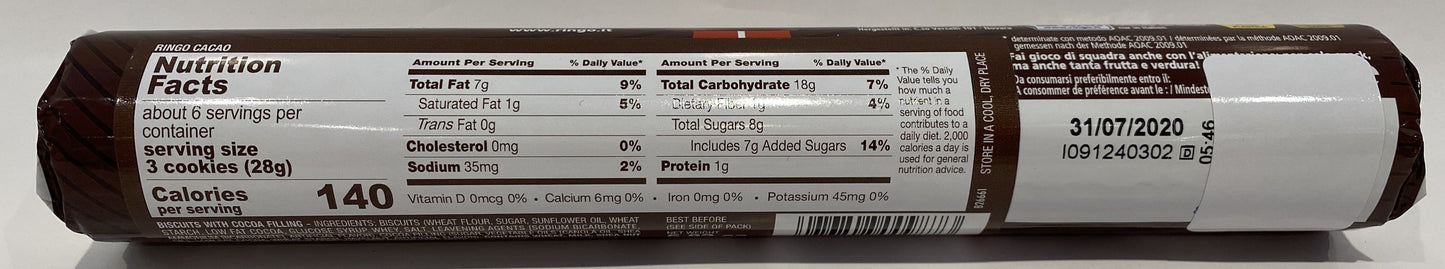 www.ringo.it
RINGO CACAO
Nutrition
Facts
about 6 servings per
container
serving size
3 cookies (28g)
Calories
per serving
140
Amount Per Serving % Daily Value*
Total Fat 7g 9%
Saturated Fat 1g 5%
Trans Fat 0g
Cholesterol 0mg 0%
Sodium 35mg 2%
Amount Per Serving % Daily Value*
Total Carbohydrate 18g 7%
Dietary Fiber 1g 4%
Total Sugars 8g
Includes 7g Added Sugars 14%
Protein 1g
Vitamin D 0mcg 0% • Calcium 6mg 0% • Iron 0mg 0% • Potassium 45mg 0%
* The % Daily
Value tells you
how much a
nutrient in a
serving of food
contributes to a
daily diet. 2,000
calories a day is
used for general
nutrition advice.
STORE IN A COOL, DRY PLACE
826661
BISCUITS WITH COCOA FILLING - INGREDIENTS: BISCUITS (WHEAT FLOUR, SUGAR, SUNFLOWER OIL, WHEAT
STARCH, LOW FAT COCOA, GLUCOSE SYRUP, WHEY, SALT, LEAVENING AGENTS [SODIUM BICARBONATE,
BEST BEFORE
(SEE SIDE OF PACK)
NET WEIGHT
* determinate con metodo AOAC 2009.01 / déterminées par la méthode AOAC 2009.01
gemessen nach der Methode AOAC 2009.01
Fai gioco di squadra anche con
ma anche tanta frutta e verdura!
Da consumarsi preferibilmente entro il:
A consommer de préférence avant le : / Mindest
31/07/2020
I091240302 D
05:46